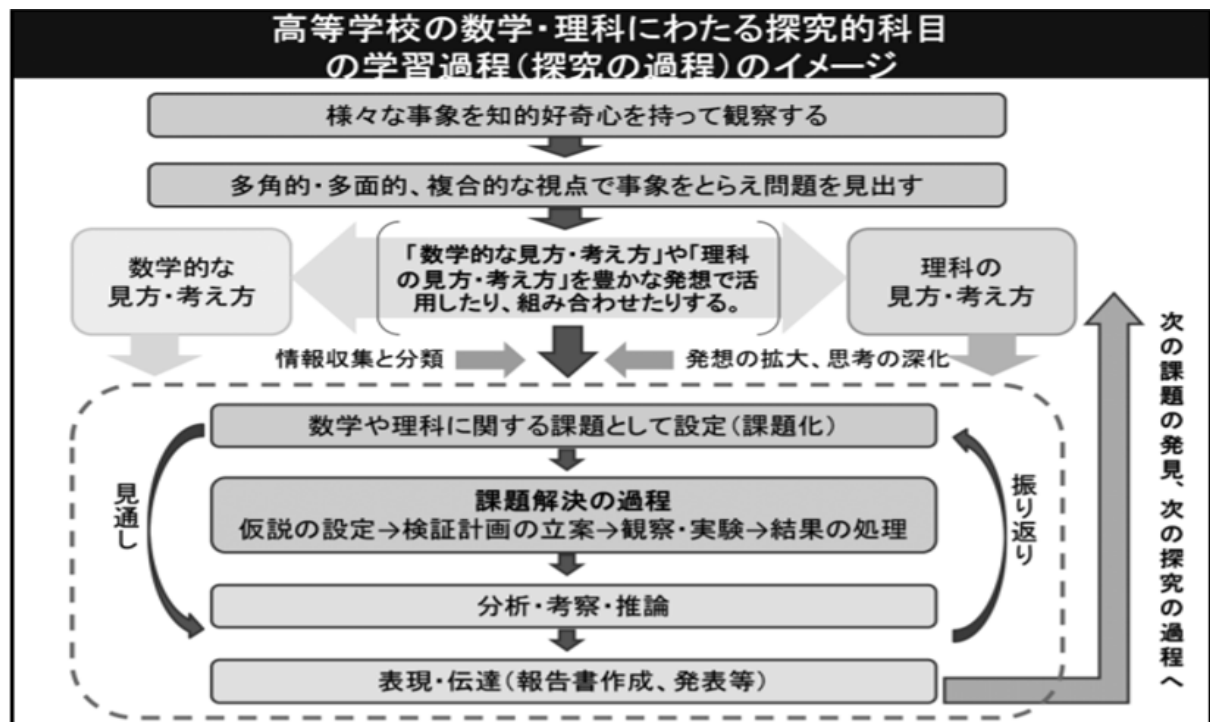 高等学校の数学・理科にわたる探究的科目
の学習過程(探究の過程)のイメージ
様々な事象を知的好奇心を持って観察する
多角的・多面的、複合的な視点で事象をとらえ問題を見出す
数学的な
見方・考え方
「数学的な見方・考え方」や「理科
の見方・考え方」を豊かな発想で活
用したり、組み合わせたりする。
理科の
見方・考え方
情報収集と分類
発想の拡大、思考の深化
数学や理科に関する課題として設定(課題化)
見通し
課題解決の過程
仮説の設定→検証計画の立案→観察・実験→結果の処理
振り返り
分析・考察・推論
表現・伝達(報告書作成、発表等)
次の課題の発見、次の探究の過程へ